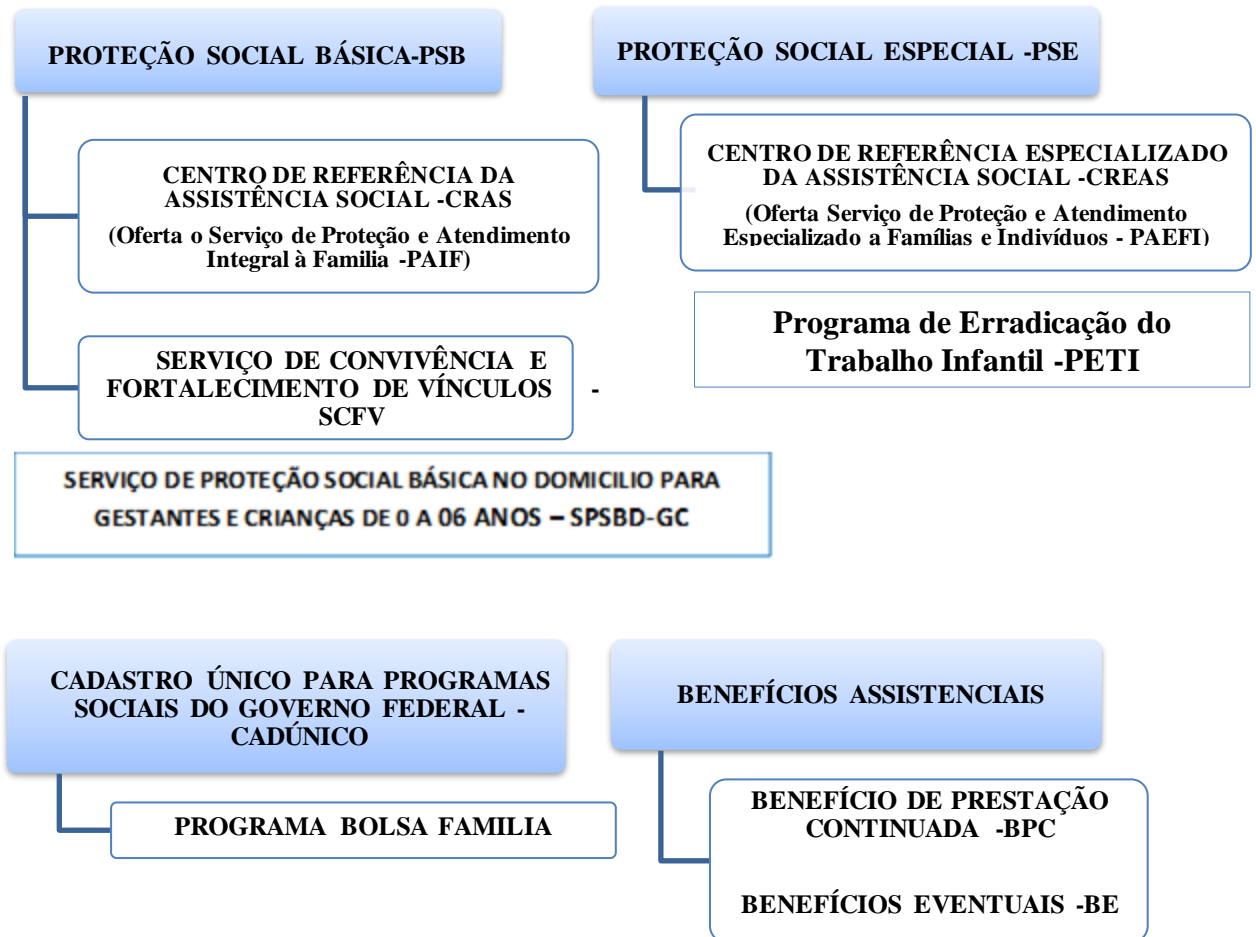 PROTEÇÃO SOCIAL BÁSICA-PSB
CENTRO DE REFERÊNCIA DA
ASSISTÊNCIA SOCIAL -CRAS
(Oferta o Serviço de Proteção e Atendimento
Integral à Familia -PAIF)
SERVIÇO DE CONVIVÊNCIA E
FORTALECIMENTO DE VÍNCULOS -
SCFV
SERVIÇO DE PROTEÇÃO SOCIAL BÁSICA NO DOMICILIO PARA
GESTANTES E CRIANÇAS DE 0 A 06 ANOS – SPSBD-GC
PROTEÇÃO SOCIAL ESPECIAL -PSE
CENTRO DE REFERÊNCIA ESPECIALIZADO
DA ASSISTÊNCIA SOCIAL -CREAS
(Oferta Serviço de Proteção e Atendimento
Especializado a Famílias e Indivíduos - PAEFI)
Programa de Erradicação do
Trabalho Infantil -PETI
CADASTRO ÚNICO PARA PROGRAMAS
SOCIAIS DO GOVERNO FEDERAL -
CADÚNICO
PROGRAMA BOLSA FAMILIA
BENEFÍCIOS ASSISTENCIAIS
BENEFÍCIO DE PRESTAÇÃO
CONTINUADA -BPC
BENEFÍCIOS EVENTUAIS -BE